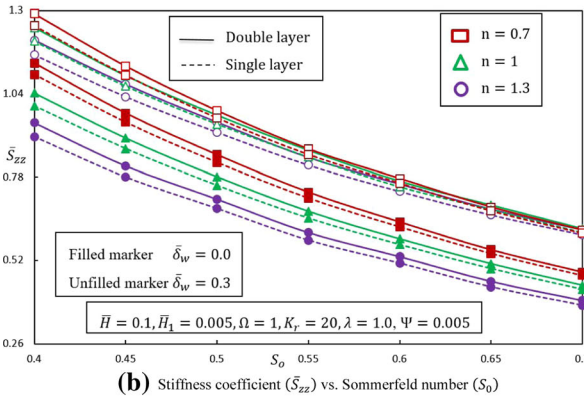 1.3
1.04
0.78
0.52
0.26
S̄zz
Double layer
Single layer
n = 0.7
n = 1
n = 1.3
Filled marker δ̄w = 0.0
Unfilled marker δ̄w = 0.3
H̄ = 0.1, H̄1 = 0.005, Ω = 1, Kr = 20, λ = 1.0, Ψ = 0.005
0.4 0.45 0.5 0.55 0.6 0.65 0.
So
(b) Stiffness coefficient (S̄zz) vs. Sommerfeld number (S0)